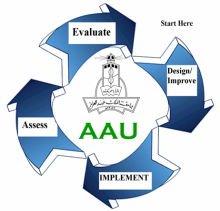 Evaluate
Start Here
Design/
Improve
Assess
AAU
IMPLEMENT